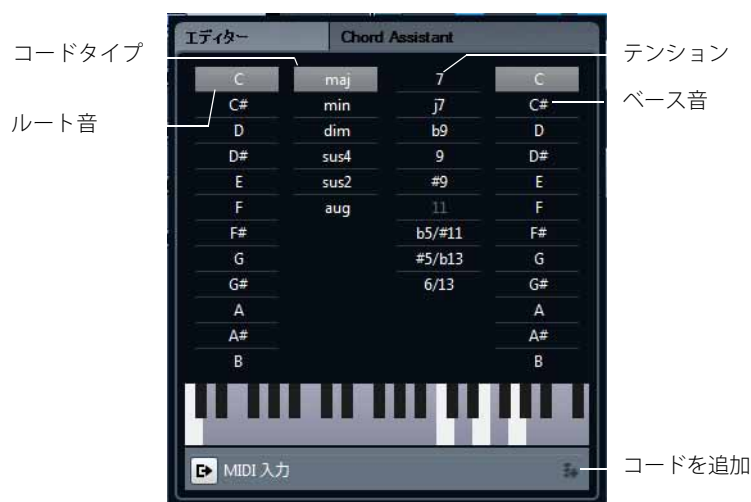 エディター Chord Assistant
コードタイプ
テンション
ルート音
ベース音
C maj 7 C
C# min j7 C#
D dim b9 D
D# sus4 9 D#
E sus2 #9 E
F aug 11 F
F# b5/#11 F#
G #5/b13 G
G# 6/13 G#
A A
A# A#
B B
MIDI 入力
コードを追加